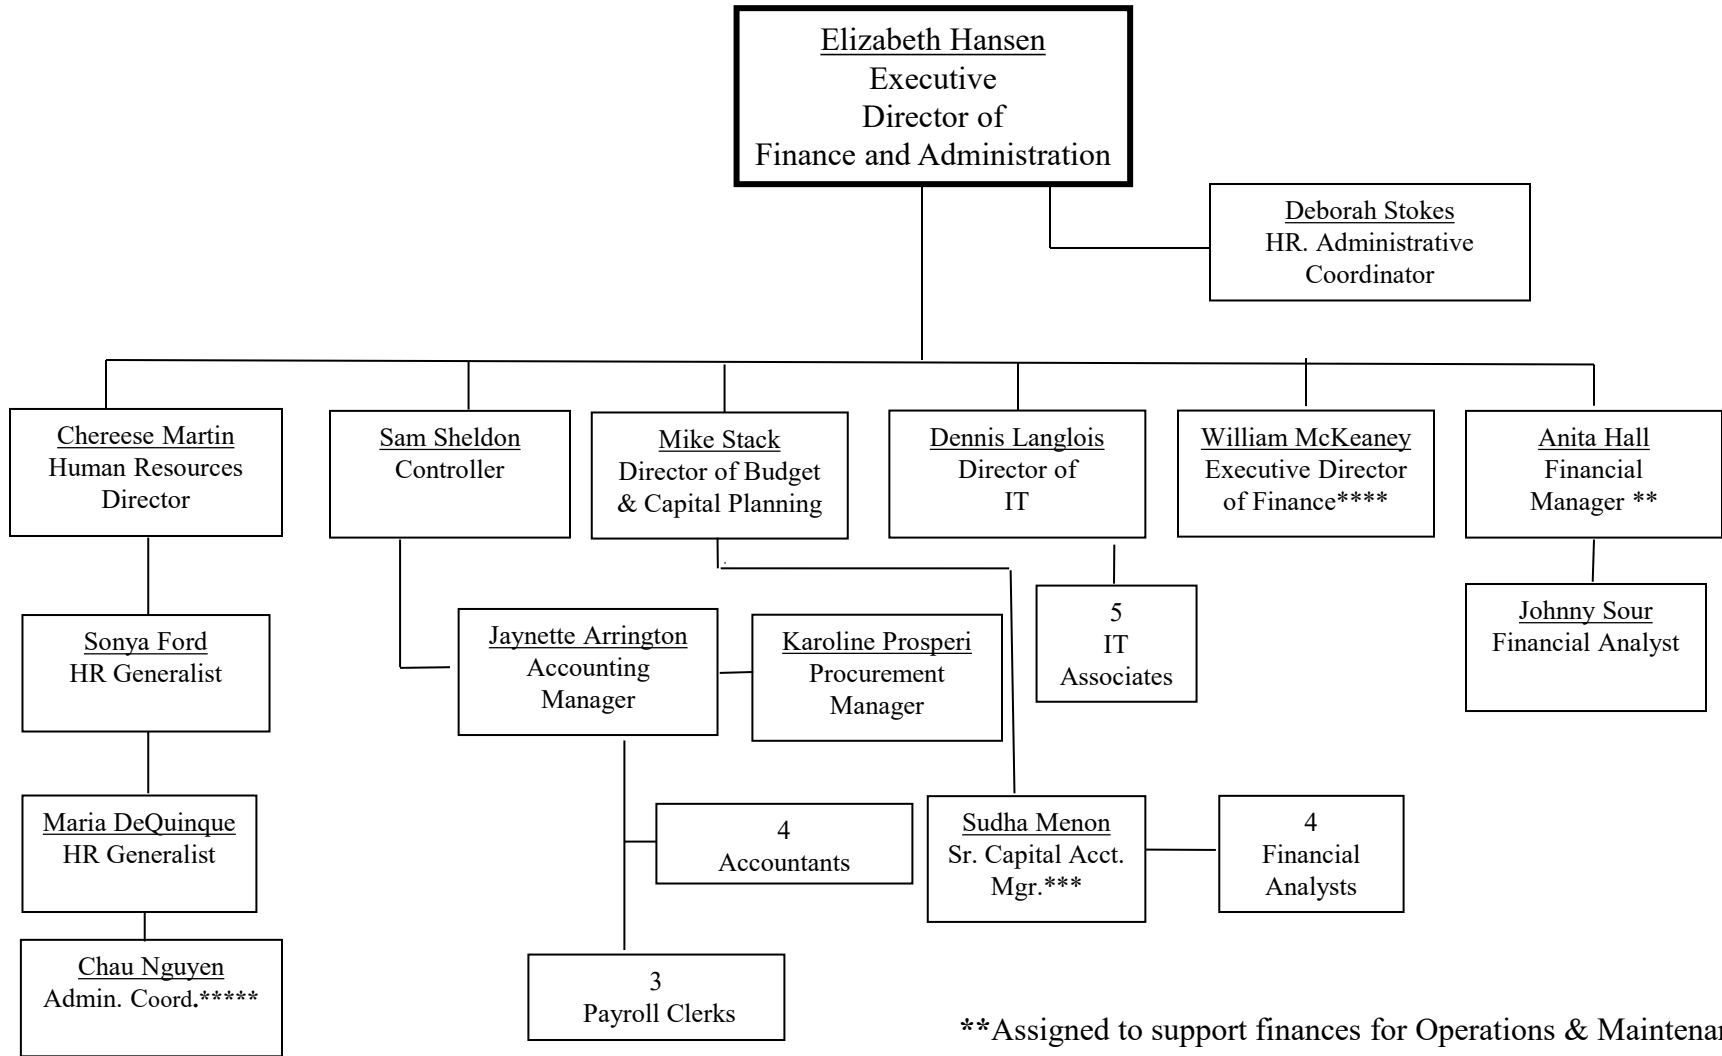 Elizabeth Hansen
Executive
Director of
Finance and Administration
Deborah Stokes
HR. Administrative
Coordinator
Chereese Martin
Human Resources
Director
Sam Sheldon
Controller
Mike Stack
Director of Budget
& Capital Planning
Dennis Langlois
Director of
IT
William McKeaney
Executive Director
of Finance****
Anita Hall
Financial
Manager **
Sonya Ford
HR Generalist
Jaynette Arrington
Accounting
Manager
Karoline Prosperi
Procurement
Manager
5
IT
Associates
Johnny Sour
Financial Analyst
Maria DeQuinque
HR Generalist
4
Accountants
Sudha Menon
Sr. Capital Acct.
Mgr.***
4
Financial
Analysts
Chau Nguyen
Admin. Coord.*****
3
Payroll Clerks
**Assigned to support finances for Operations &